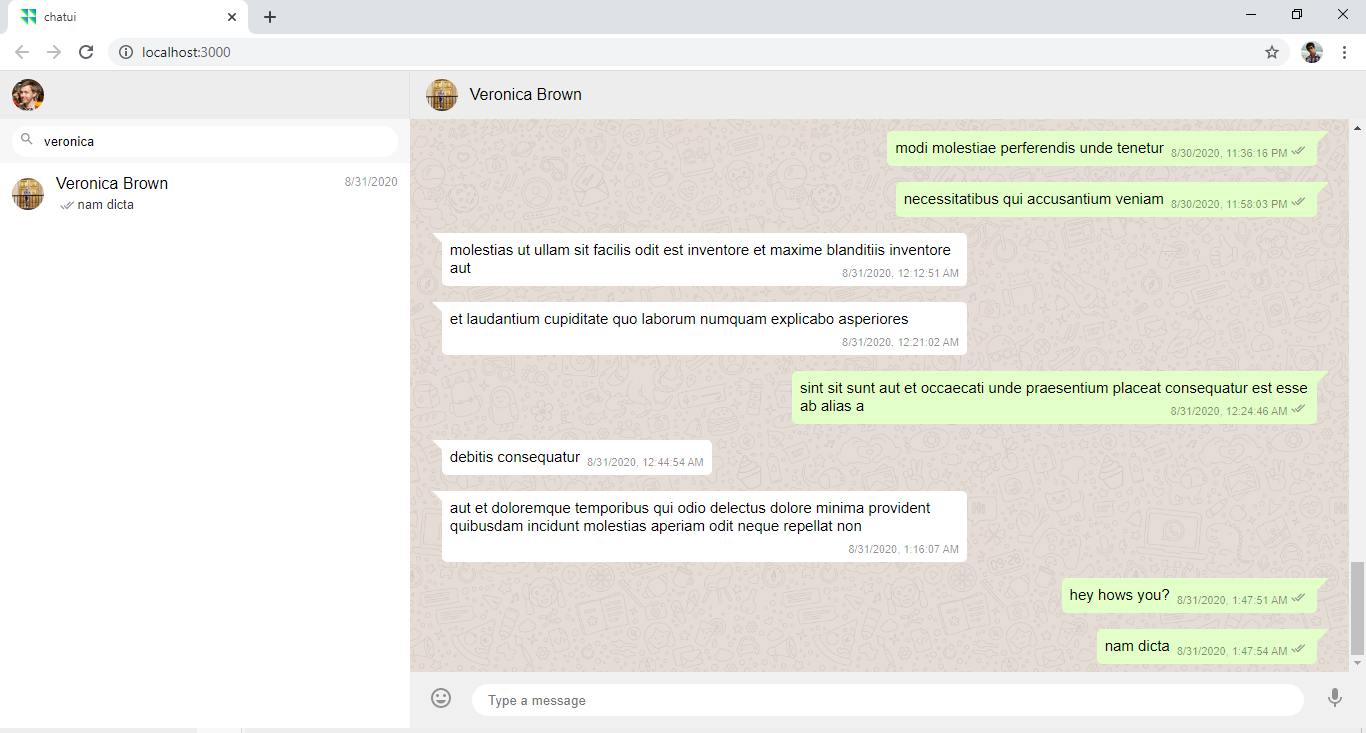 chatui
localhost:3000
veronica
Veronica Brown
8/31/2020
nam dicta
Veronica Brown
modi molestiae perferendis unde tenetur 8/30/2020, 11:36:16 PM
necessitatibus qui accusantium veniam 8/30/2020, 11:58:03 PM
molestias ut ullam sit facilis odit est inventore et maxime blanditiis inventore
aut 8/31/2020, 12:12:51 AM
et laudantium cupiditate quo laborum numquam explicabo asperiores
8/31/2020, 12:21:02 AM
sint sit sunt aut et occaecati unde praesentium placeat consequatur est esse
ab alias a 8/31/2020, 12:24:46 AM
debitis consequatur 8/31/2020, 12:44:54 AM
aut et doloremque temporibus qui odio delectus dolore minima provident
quibusdam incidunt molestias aperiam odit neque repellat non
8/31/2020, 1:16:07 AM
hey hows you? 8/31/2020, 1:47:51 AM
nam dicta 8/31/2020, 1:47:54 AM
Type a message